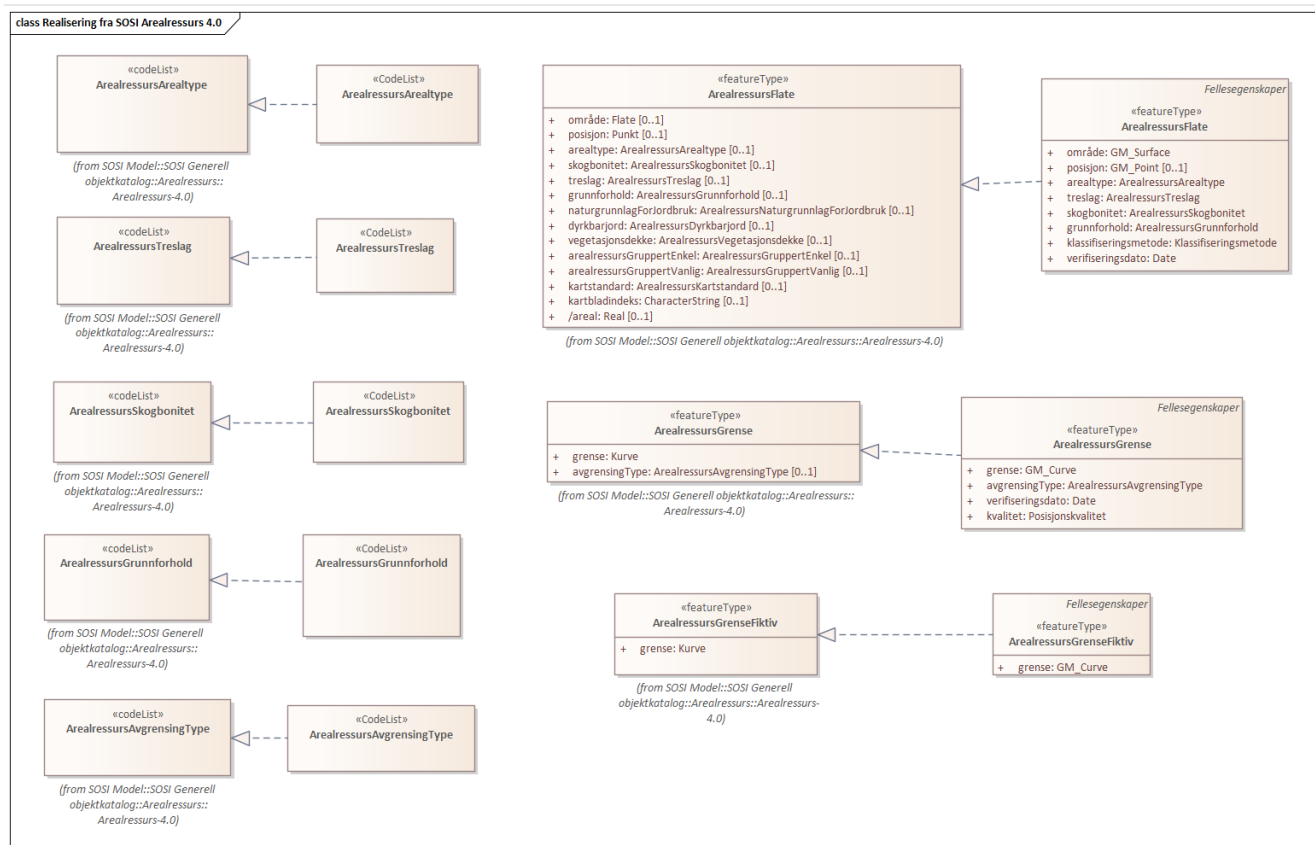 class Realisering fra SOSI Arealressurs 4.0
«codeList»
ArealressursArealtype
(from SOSI Model::SOSI Generell
objektkatalog::Arealressurs::
Arealressurs-4.0)
«CodeList»
ArealressursArealtype
«codeList»
ArealressursTreslag
(from SOSI Model::SOSI Generell
objektkatalog::Arealressurs::
Arealressurs-4.0)
«CodeList»
ArealressursTreslag
«codeList»
ArealressursSkogbonitet
(from SOSI Model::SOSI Generell
objektkatalog::Arealressurs::
Arealressurs-4.0)
«CodeList»
ArealressursSkogbonitet
«codeList»
ArealressursGrunnforhold
(from SOSI Model::SOSI Generell
objektkatalog::Arealressurs::
Arealressurs-4.0)
«CodeList»
ArealressursGrunnforhold
«codeList»
ArealressursAvgrensingType
(from SOSI Model::SOSI Generell
objektkatalog::Arealressurs::
Arealressurs-4.0)
«CodeList»
ArealressursAvgrensingType
«featureType»
ArealressursFlate
+ område: Flate [0..1]
+ posisjon: Punkt [0..1]
+ arealtype: ArealressursArealtype [0..1]
+ skogbonitet: ArealressursSkogbonitet [0..1]
+ treslag: ArealressursTreslag [0..1]
+ grunnforhold: ArealressursGrunnforhold [0..1]
+ naturgrunnlagForJordbruk: ArealressursNaturgrunnlagForJordbruk [0..1]
+ dyrkbarjord: ArealressursDyrkbarjord [0..1]
+ vegetasjonsdekke: ArealressursVegetasjonsdekke [0..1]
+ arealressursGruppertEnkel: ArealressursGruppertEnkel [0..1]
+ arealressursGruppertVanlig: ArealressursGruppertVanlig [0..1]
+ kartstandard: ArealressursKartstandard [0..1]
+ kartbladindeks: CharacterString [0..1]
+ /areal: Real [0..1]
(from SOSI Model::SOSI Generell objektkatalog::Arealressurs::Arealressurs-4.0)
Fellesegenskaper
«featureType»
ArealressursFlate
+ område: GM_Surface
+ posisjon: GM_Point [0..1]
+ arealtype: ArealressursArealtype
+ treslag: ArealressursTreslag
+ skogbonitet: ArealressursSkogbonitet
+ grunnforhold: ArealressursGrunnforhold
+ klassifiseringsmetode: Klassifiseringsmetode
+ verifiseringsdato: Date
«featureType»
ArealressursGrense
+ grense: Kurve
+ avgrensingType: ArealressursAvgrensingType [0..1]
(from SOSI Model::SOSI Generell objektkatalog::Arealressurs::
Arealressurs-4.0)
Fellesegenskaper
«featureType»
ArealressursGrense
+ grense: GM_Curve
+ avgrensingType: ArealressursAvgrensingType
+ verifiseringsdato: Date
+ kvalitet: Posisjonskvalitet
«featureType»
ArealressursGrenseFiktiv
+ grense: Kurve
(from SOSI Model::SOSI Generell
objektkatalog::Arealressurs::Arealressurs-
4.0)
Fellesegenskaper
«featureType»
ArealressursGrenseFiktiv
+ grense: GM_Curve